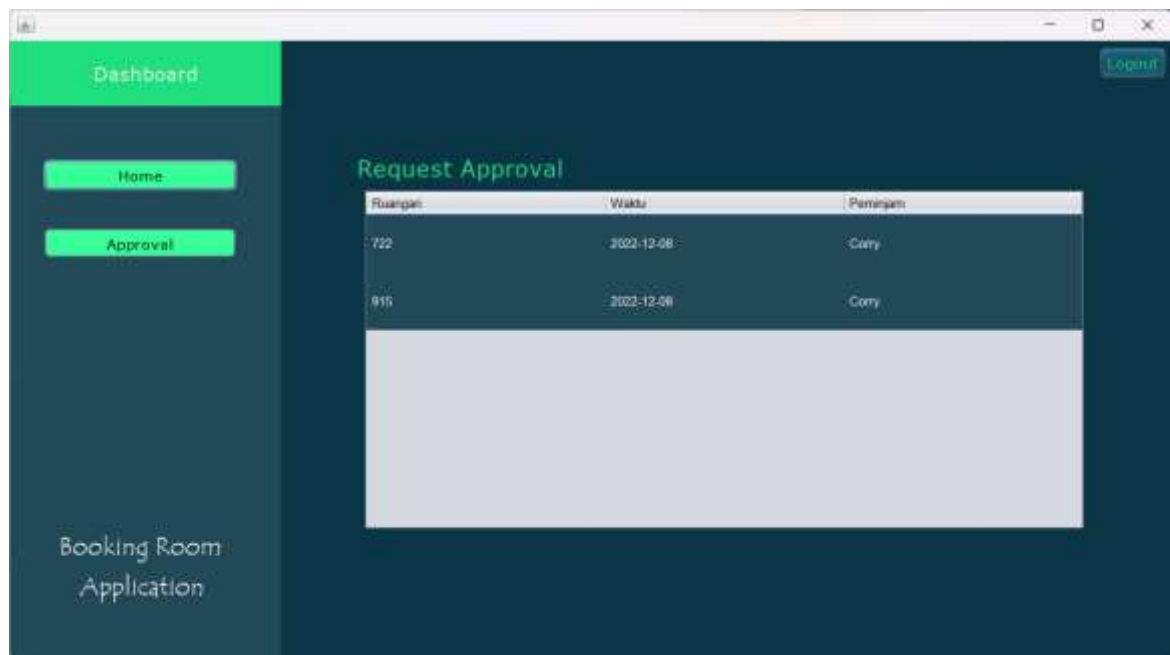 Dashboard
Logout
Home
Approval
Request Approval
Ruangan Waktu Peminjam
722 2022-12-08 Corry
915 2022-12-08 Corry
Booking Room
Application